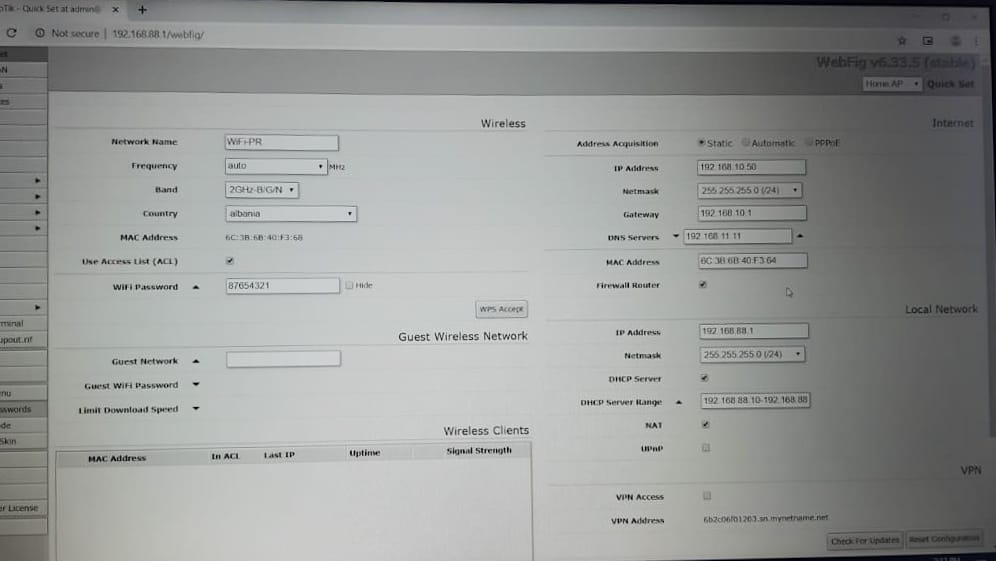 oTik - Quick Set at admin@ × +
Not secure | 192.168.88.1/webfig/
WebFig v6.33.5 (stable)
Home AP Quick Set
Wireless
Network Name WiFi-PR
Frequency auto MHz
Band 2GHz-B/G/N
Country albania
MAC Address 6C:3B:6B:40:F3:68
Use Access List (ACL)
WiFi Password 87654321 Hide
WPS Accept
Guest Wireless Network
Guest Network
Guest WiFi Password
Limit Download Speed
Wireless Clients
MAC Address In ACL Last IP Uptime Signal Strength
Internet
Address Acquisition Static Automatic PPPoE
IP Address 192.168.10.50
Netmask 255.255.255.0 (/24)
Gateway 192.168.10.1
DNS Servers 192.168.11.11
MAC Address 6C:3B:6B:40:F3:64
Firewall Router
Local Network
IP Address 192.168.88.1
Netmask 255.255.255.0 (/24)
DHCP Server
DHCP Server Range 192.168.88.10-192.168.88
NAT
UPnP
VPN
VPN Access
VPN Address 6b2c06f01203.sn.mynetname.net
Check For Updates Reset Configuration
rminal
upout.rif
nu
sswords
de
Skin
er License